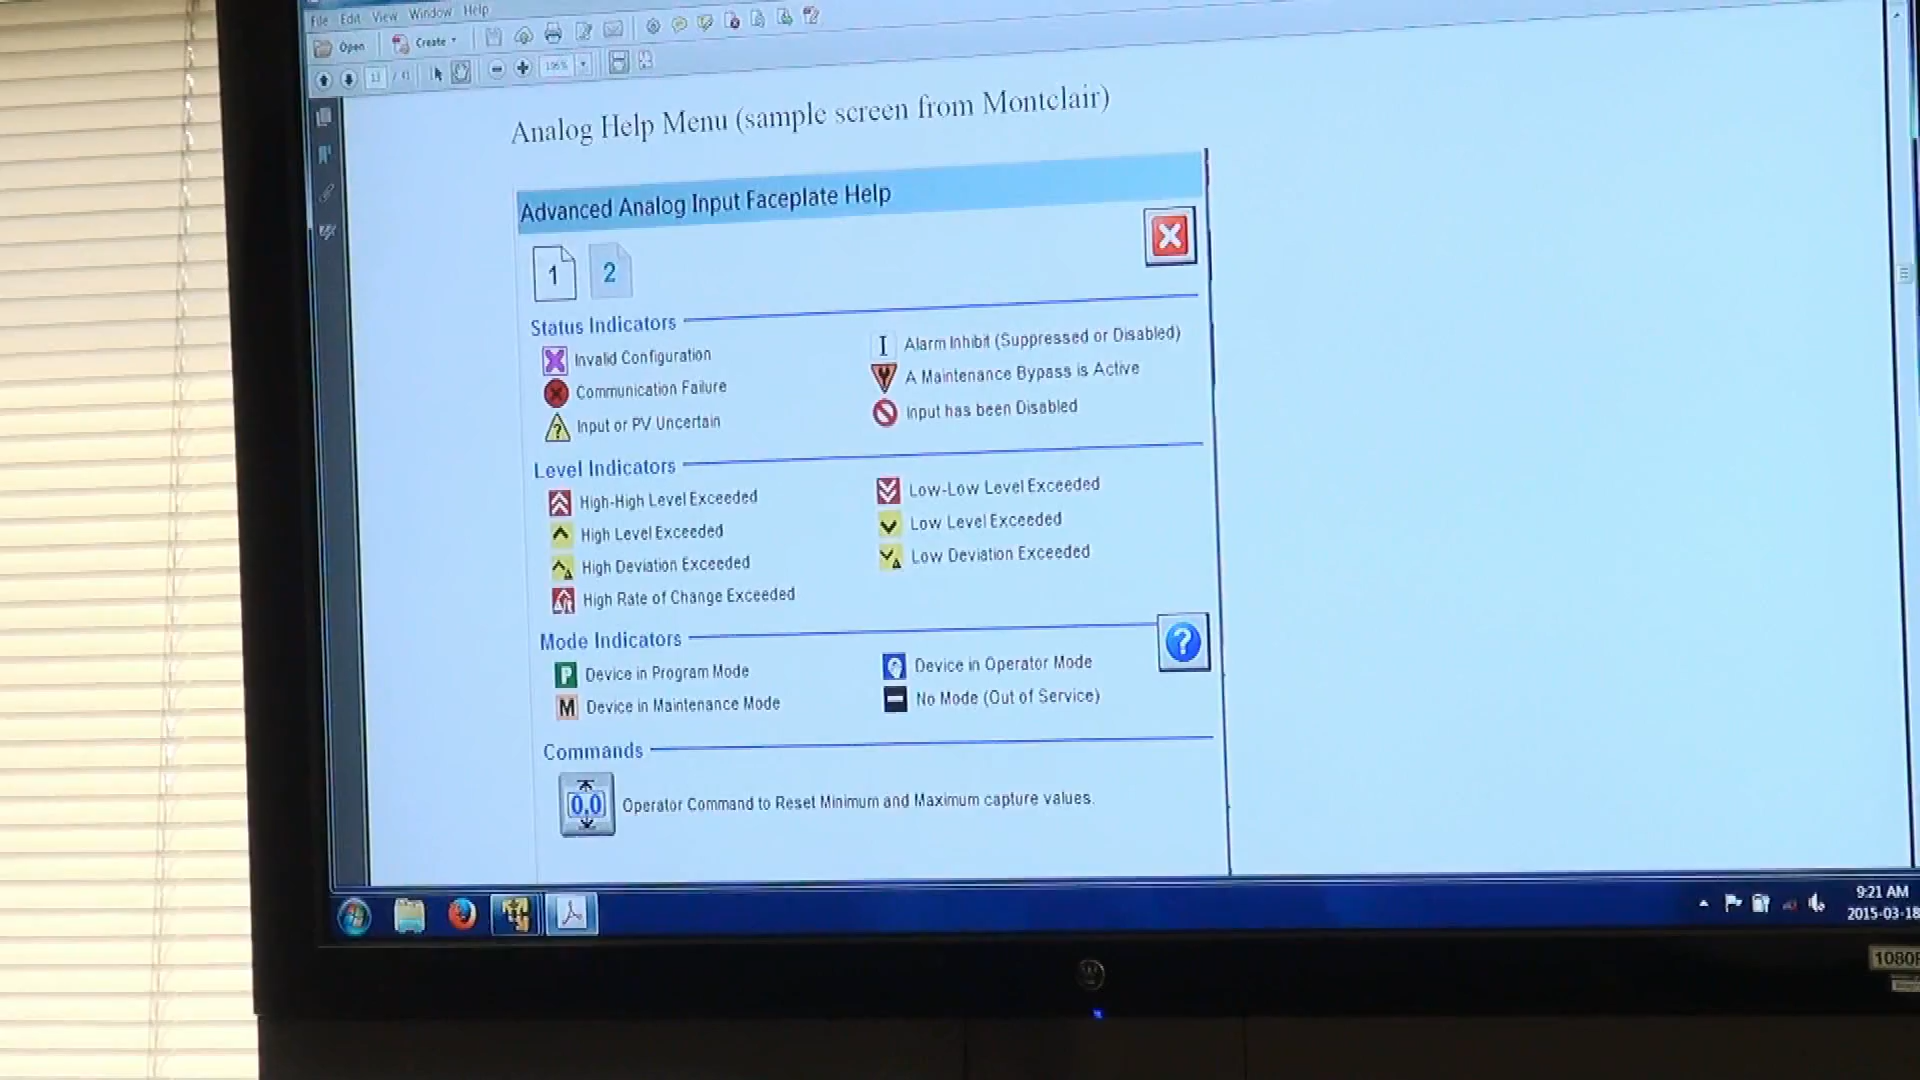 File Edit View Window Help
Open Create
11 / 41 196%
Analog Help Menu (sample screen from Montclair)
Advanced Analog Input Faceplate Help
1 2
Status Indicators
Invalid Configuration
Communication Failure
? Input or PV Uncertain
I Alarm Inhibit (Suppressed or Disabled)
A Maintenance Bypass is Active
Input has been Disabled
Level Indicators
High-High Level Exceeded
High Level Exceeded
High Deviation Exceeded
High Rate of Change Exceeded
Low-Low Level Exceeded
Low Level Exceeded
Low Deviation Exceeded
Mode Indicators
?
P Device in Program Mode
M Device in Maintenance Mode
Device in Operator Mode
No Mode (Out of Service)
Commands
0.0 Operator Command to Reset Minimum and Maximum capture values.
9:21 AM
2015-03-18
1080P